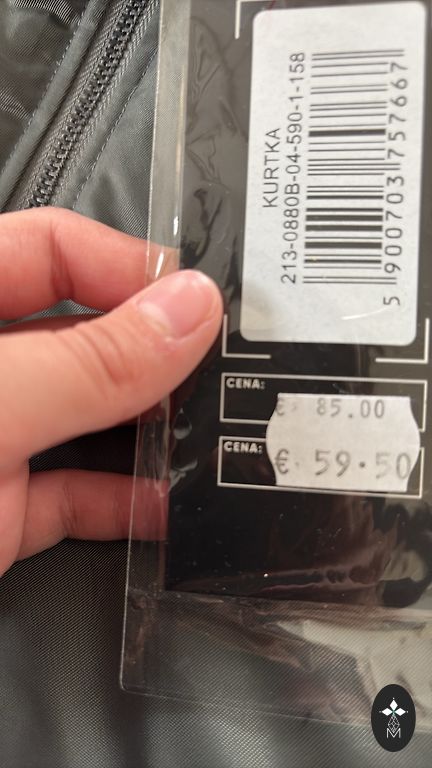 KURTKA
213-0880B-04-590-1-158
5 900703 757667
CENA:
€ 85.00
CENA:
€ 59.50
M